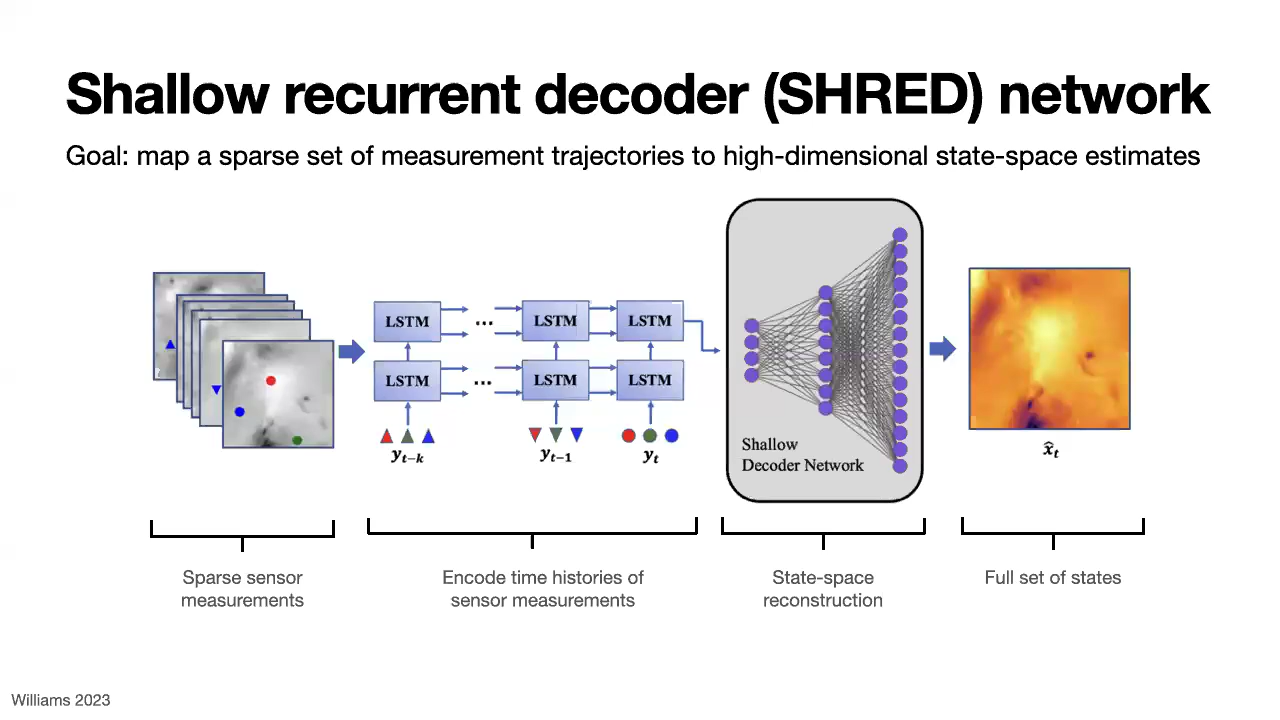 Shallow recurrent decoder (SHRED) network
Goal: map a sparse set of measurement trajectories to high-dimensional state-space estimates
LSTM ... LSTM LSTM
LSTM ... LSTM LSTM
yₜ₋ₖ yₜ₋₁ yₜ
Shallow
Decoder Network
x̂ₜ
Sparse sensor
measurements
Encode time histories of
sensor measurements
State-space
reconstruction
Full set of states
Williams 2023